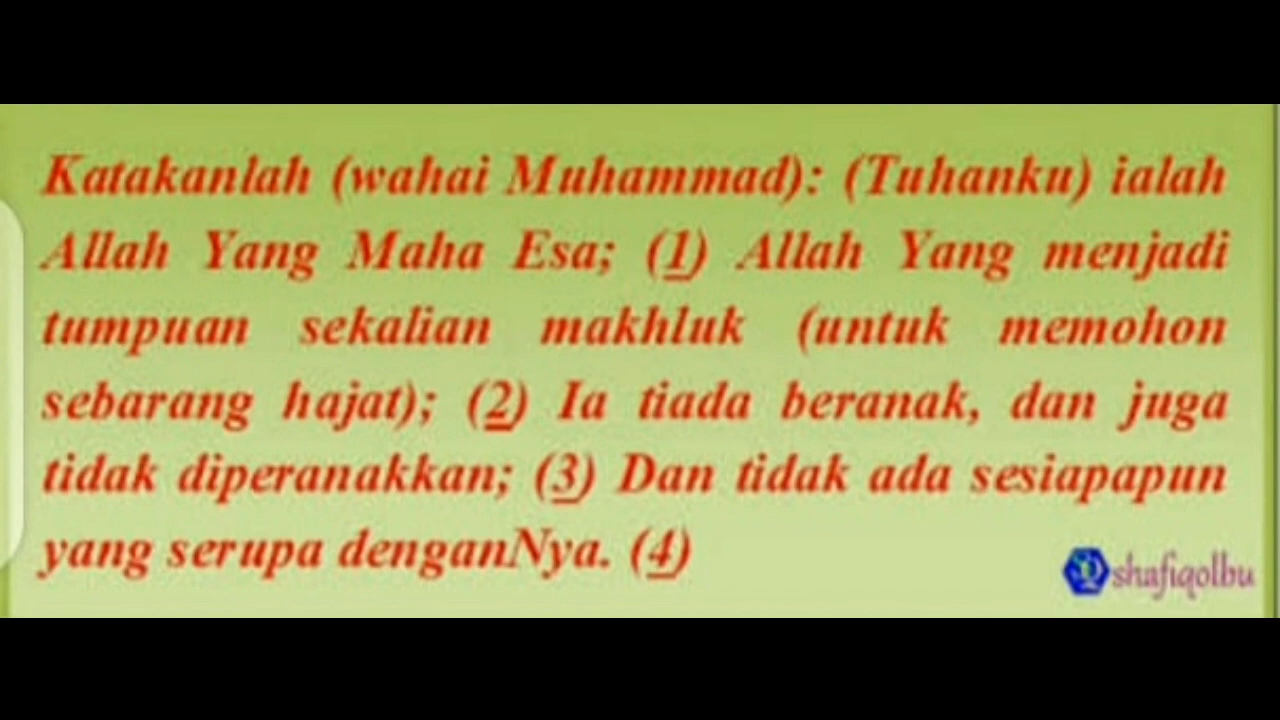 Katakanlah (wahai Muhammad): (Tuhanku) ialah
Allah Yang Maha Esa; (1) Allah Yang menjadi
tumpuan sekalian makhluk (untuk memohon
sebarang hajat); (2) Ia tiada beranak, dan juga
tidak diperanakkan; (3) Dan tidak ada sesiapapun
yang serupa denganNya. (4)
shafiqolbu